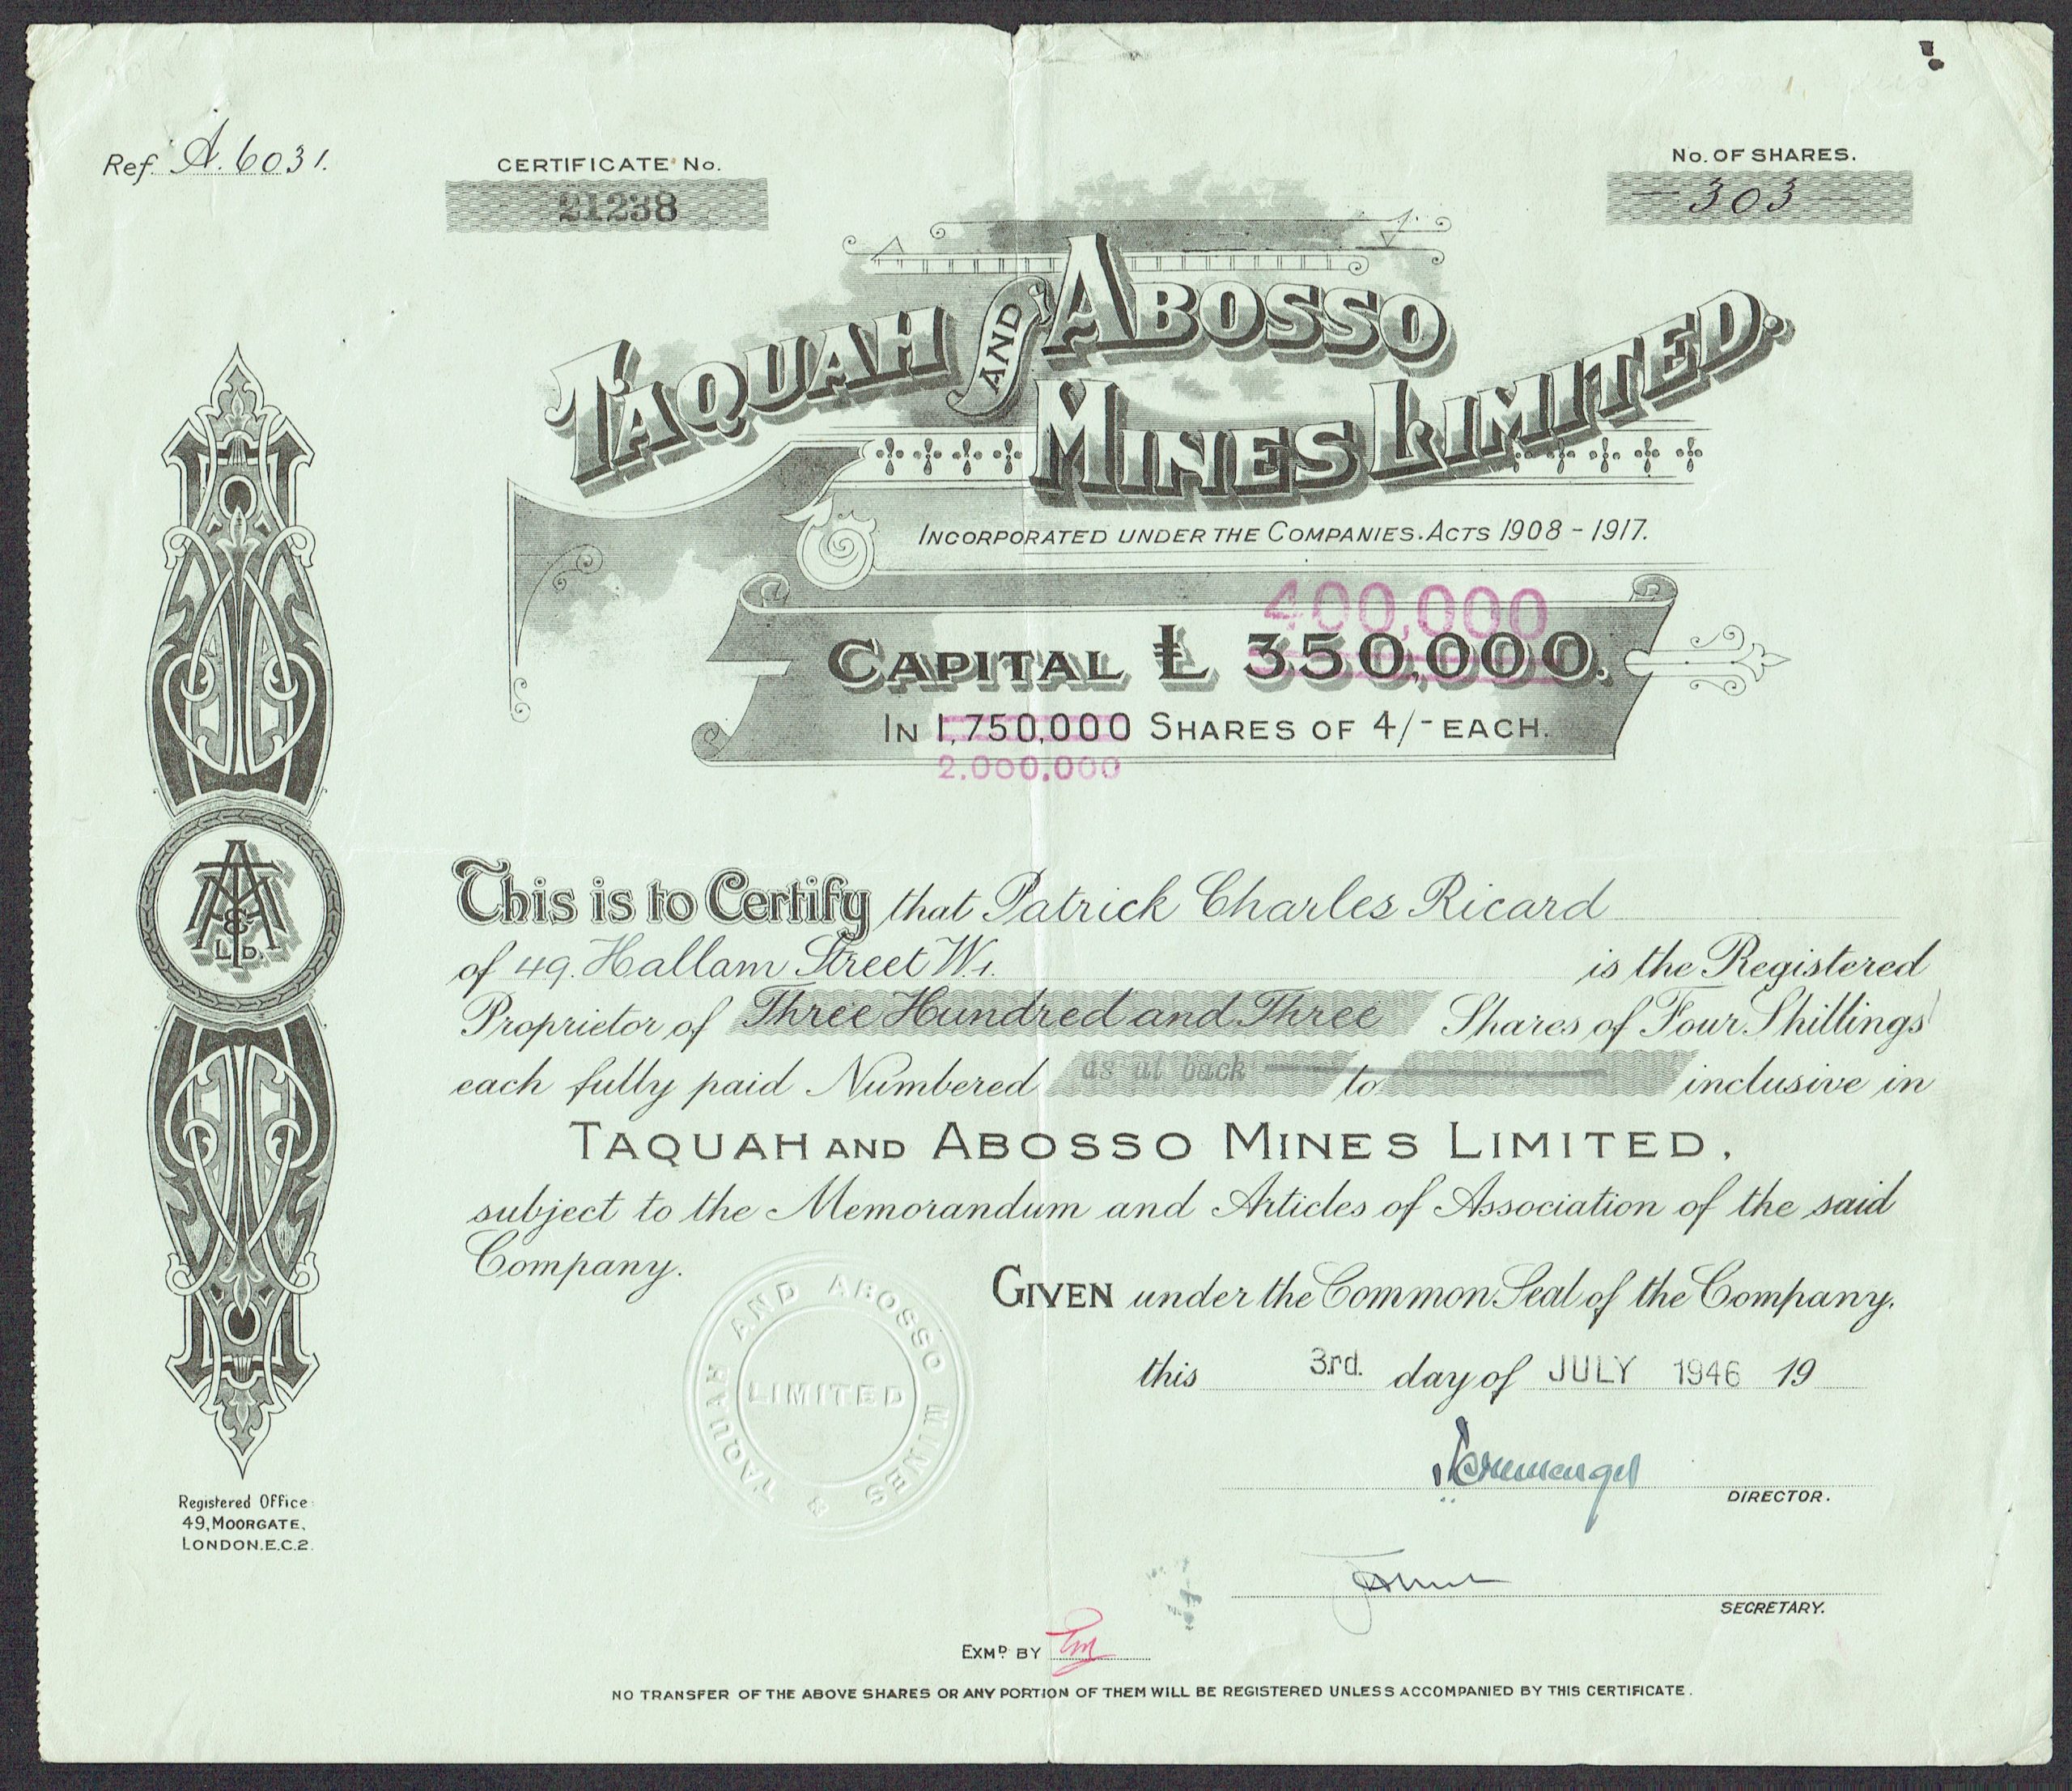 Ref. A. 6031.
CERTIFICATE No.
21238
No. OF SHARES.
303
TAQUAH AND ABOSSO
MINES LIMITED.
INCORPORATED UNDER THE COMPANIES. ACTS 1908 - 1917.
400,000
CAPITAL £ 350,000.
IN 1,750,000 SHARES OF 4/- EACH.
2.000,000
This is to Certify that Patrick Charles Ricard
of 49. Hallam Street W.1. is the Registered
Proprietor of Three Hundred and Three Shares of Four Shillings
each fully paid Numbered as at back to inclusive in
TAQUAH AND ABOSSO MINES LIMITED,
subject to the Memorandum and Articles of Association of the said
Company.
GIVEN under the Common Seal of the Company,
this 3rd. day of JULY 1946 19
TAQUAH AND ABOSSO MINES
LIMITED
DIRECTOR.
SECRETARY.
EXMD. BY
NO TRANSFER OF THE ABOVE SHARES OR ANY PORTION OF THEM WILL BE REGISTERED UNLESS ACCOMPANIED BY THIS CERTIFICATE.
TA&A
LD.
Registered Office:
49, MOORGATE,
LONDON. E.C.2.